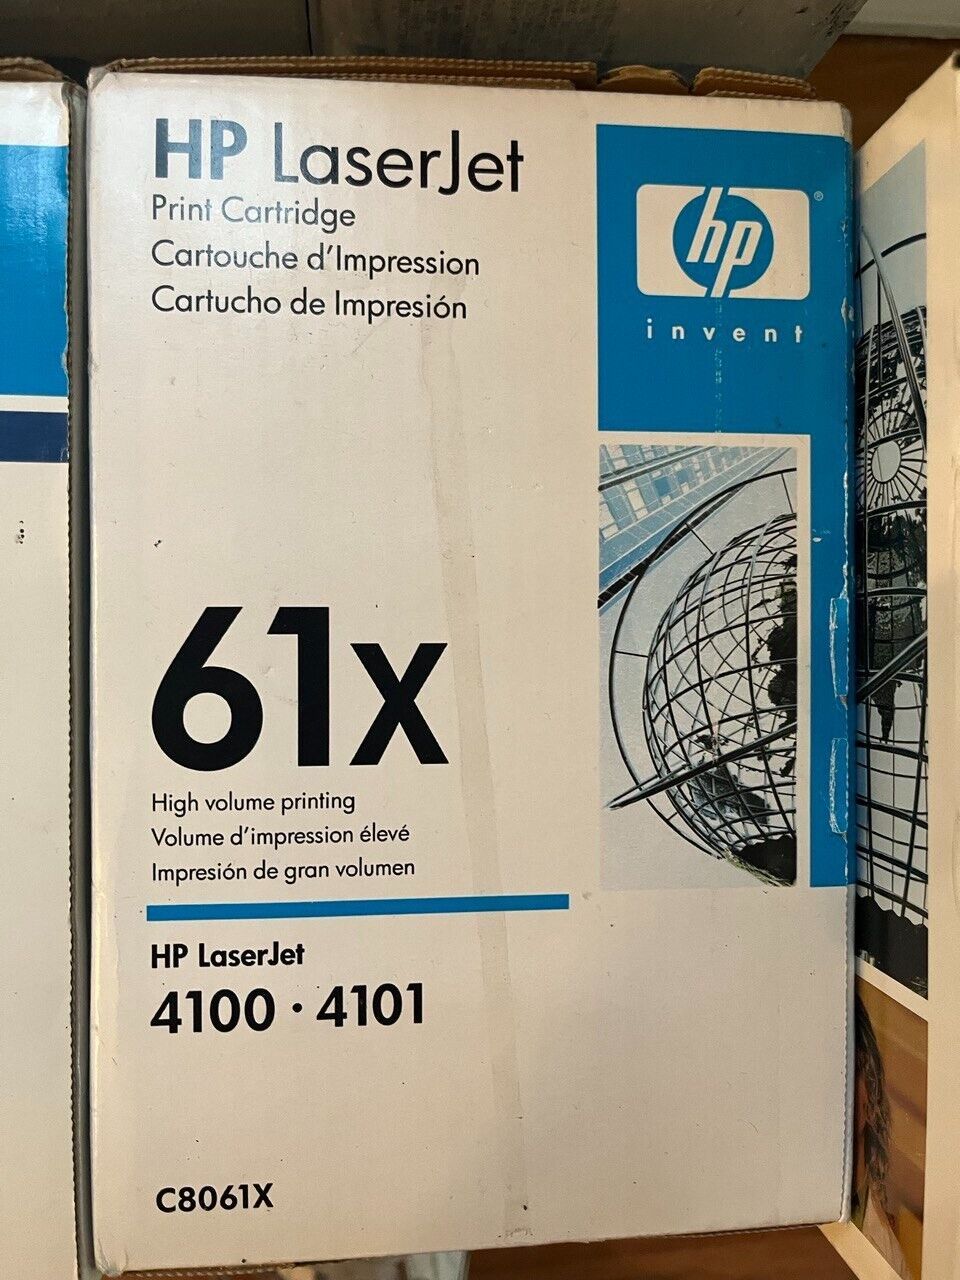 HP LaserJet
Print Cartridge
Cartouche d'Impression
Cartucho de Impresión
hp®
invent
61X
High volume printing
Volume d'impression élevé
Impresión de gran volumen
HP LaserJet
4100 · 4101
C8061X